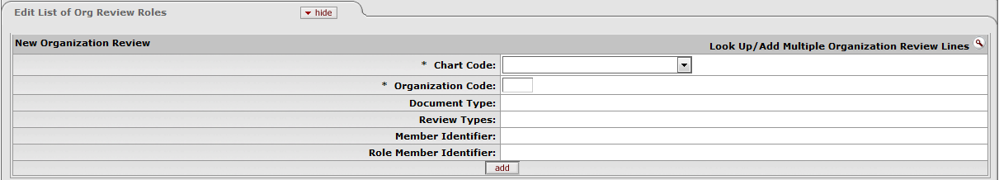 Edit List of Org Review Roles hide
New Organization Review Look Up/Add Multiple Organization Review Lines
* Chart Code:
* Organization Code:
Document Type:
Review Types:
Member Identifier:
Role Member Identifier:
add